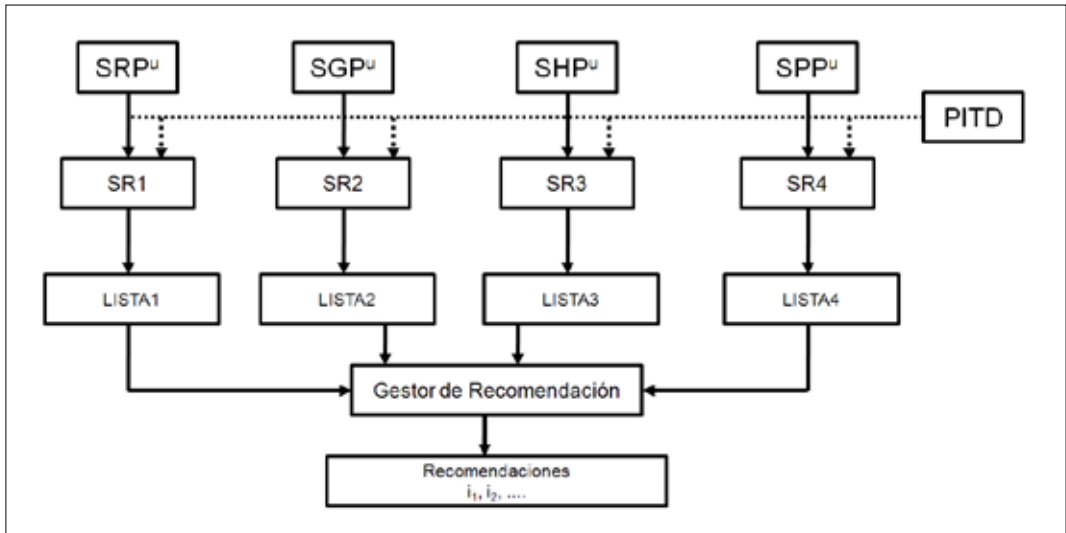 SRPᵘ
SGPᵘ
SHPᵘ
SPPᵘ
PITD
SR1
SR2
SR3
SR4
LISTA1
LISTA2
LISTA3
LISTA4
Gestor de Recomendación
Recomendaciones
i₁, i₂, ....